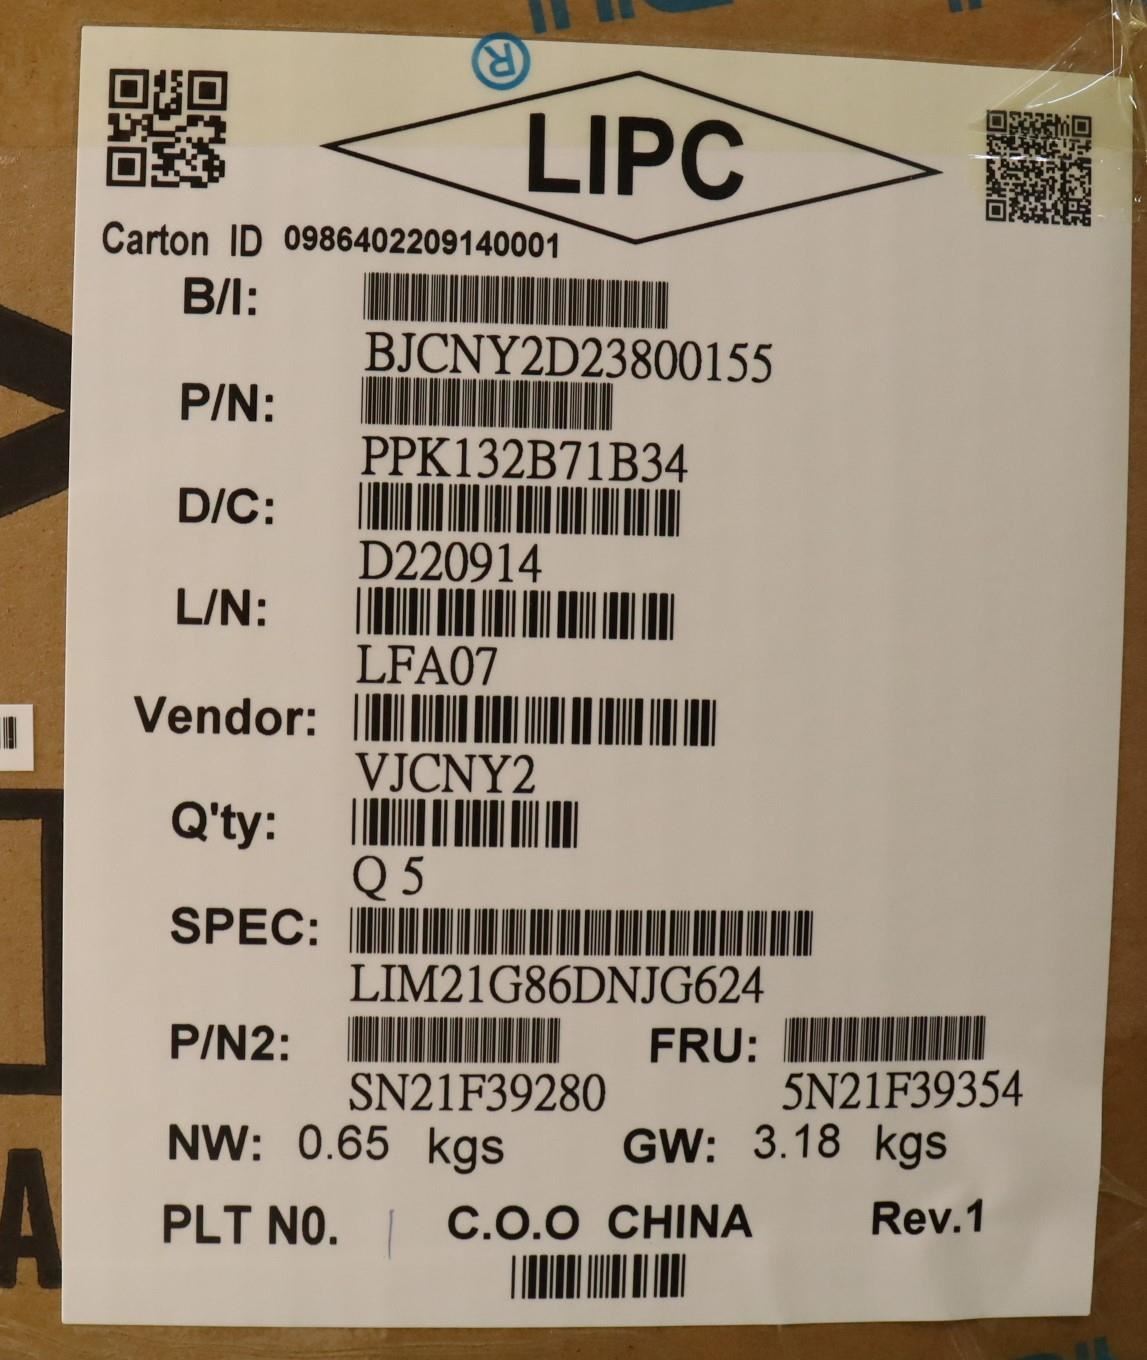 ®
LIPC
Carton ID 0986402209140001
B/I:
BJCNY2D23800155
P/N:
PPK132B71B34
D/C:
D220914
L/N:
LFA07
Vendor:
VJCNY2
Q'ty:
Q 5
SPEC:
LIM21G86DNJG624
P/N2: FRU:
SN21F39280 5N21F39354
NW: 0.65 kgs GW: 3.18 kgs
PLT N0. | C.O.O CHINA Rev.1
A